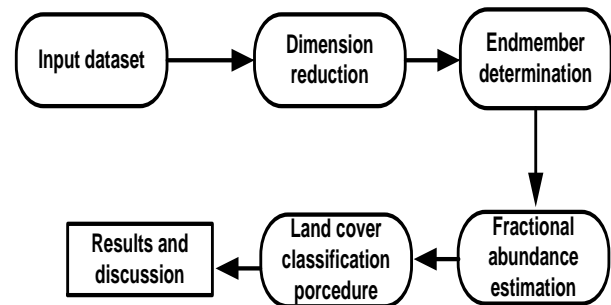 Input dataset
Dimension
reduction
Endmember
determination
Fractional
abundance
estimation
Land cover
classification
porcedure
Results and
discussion